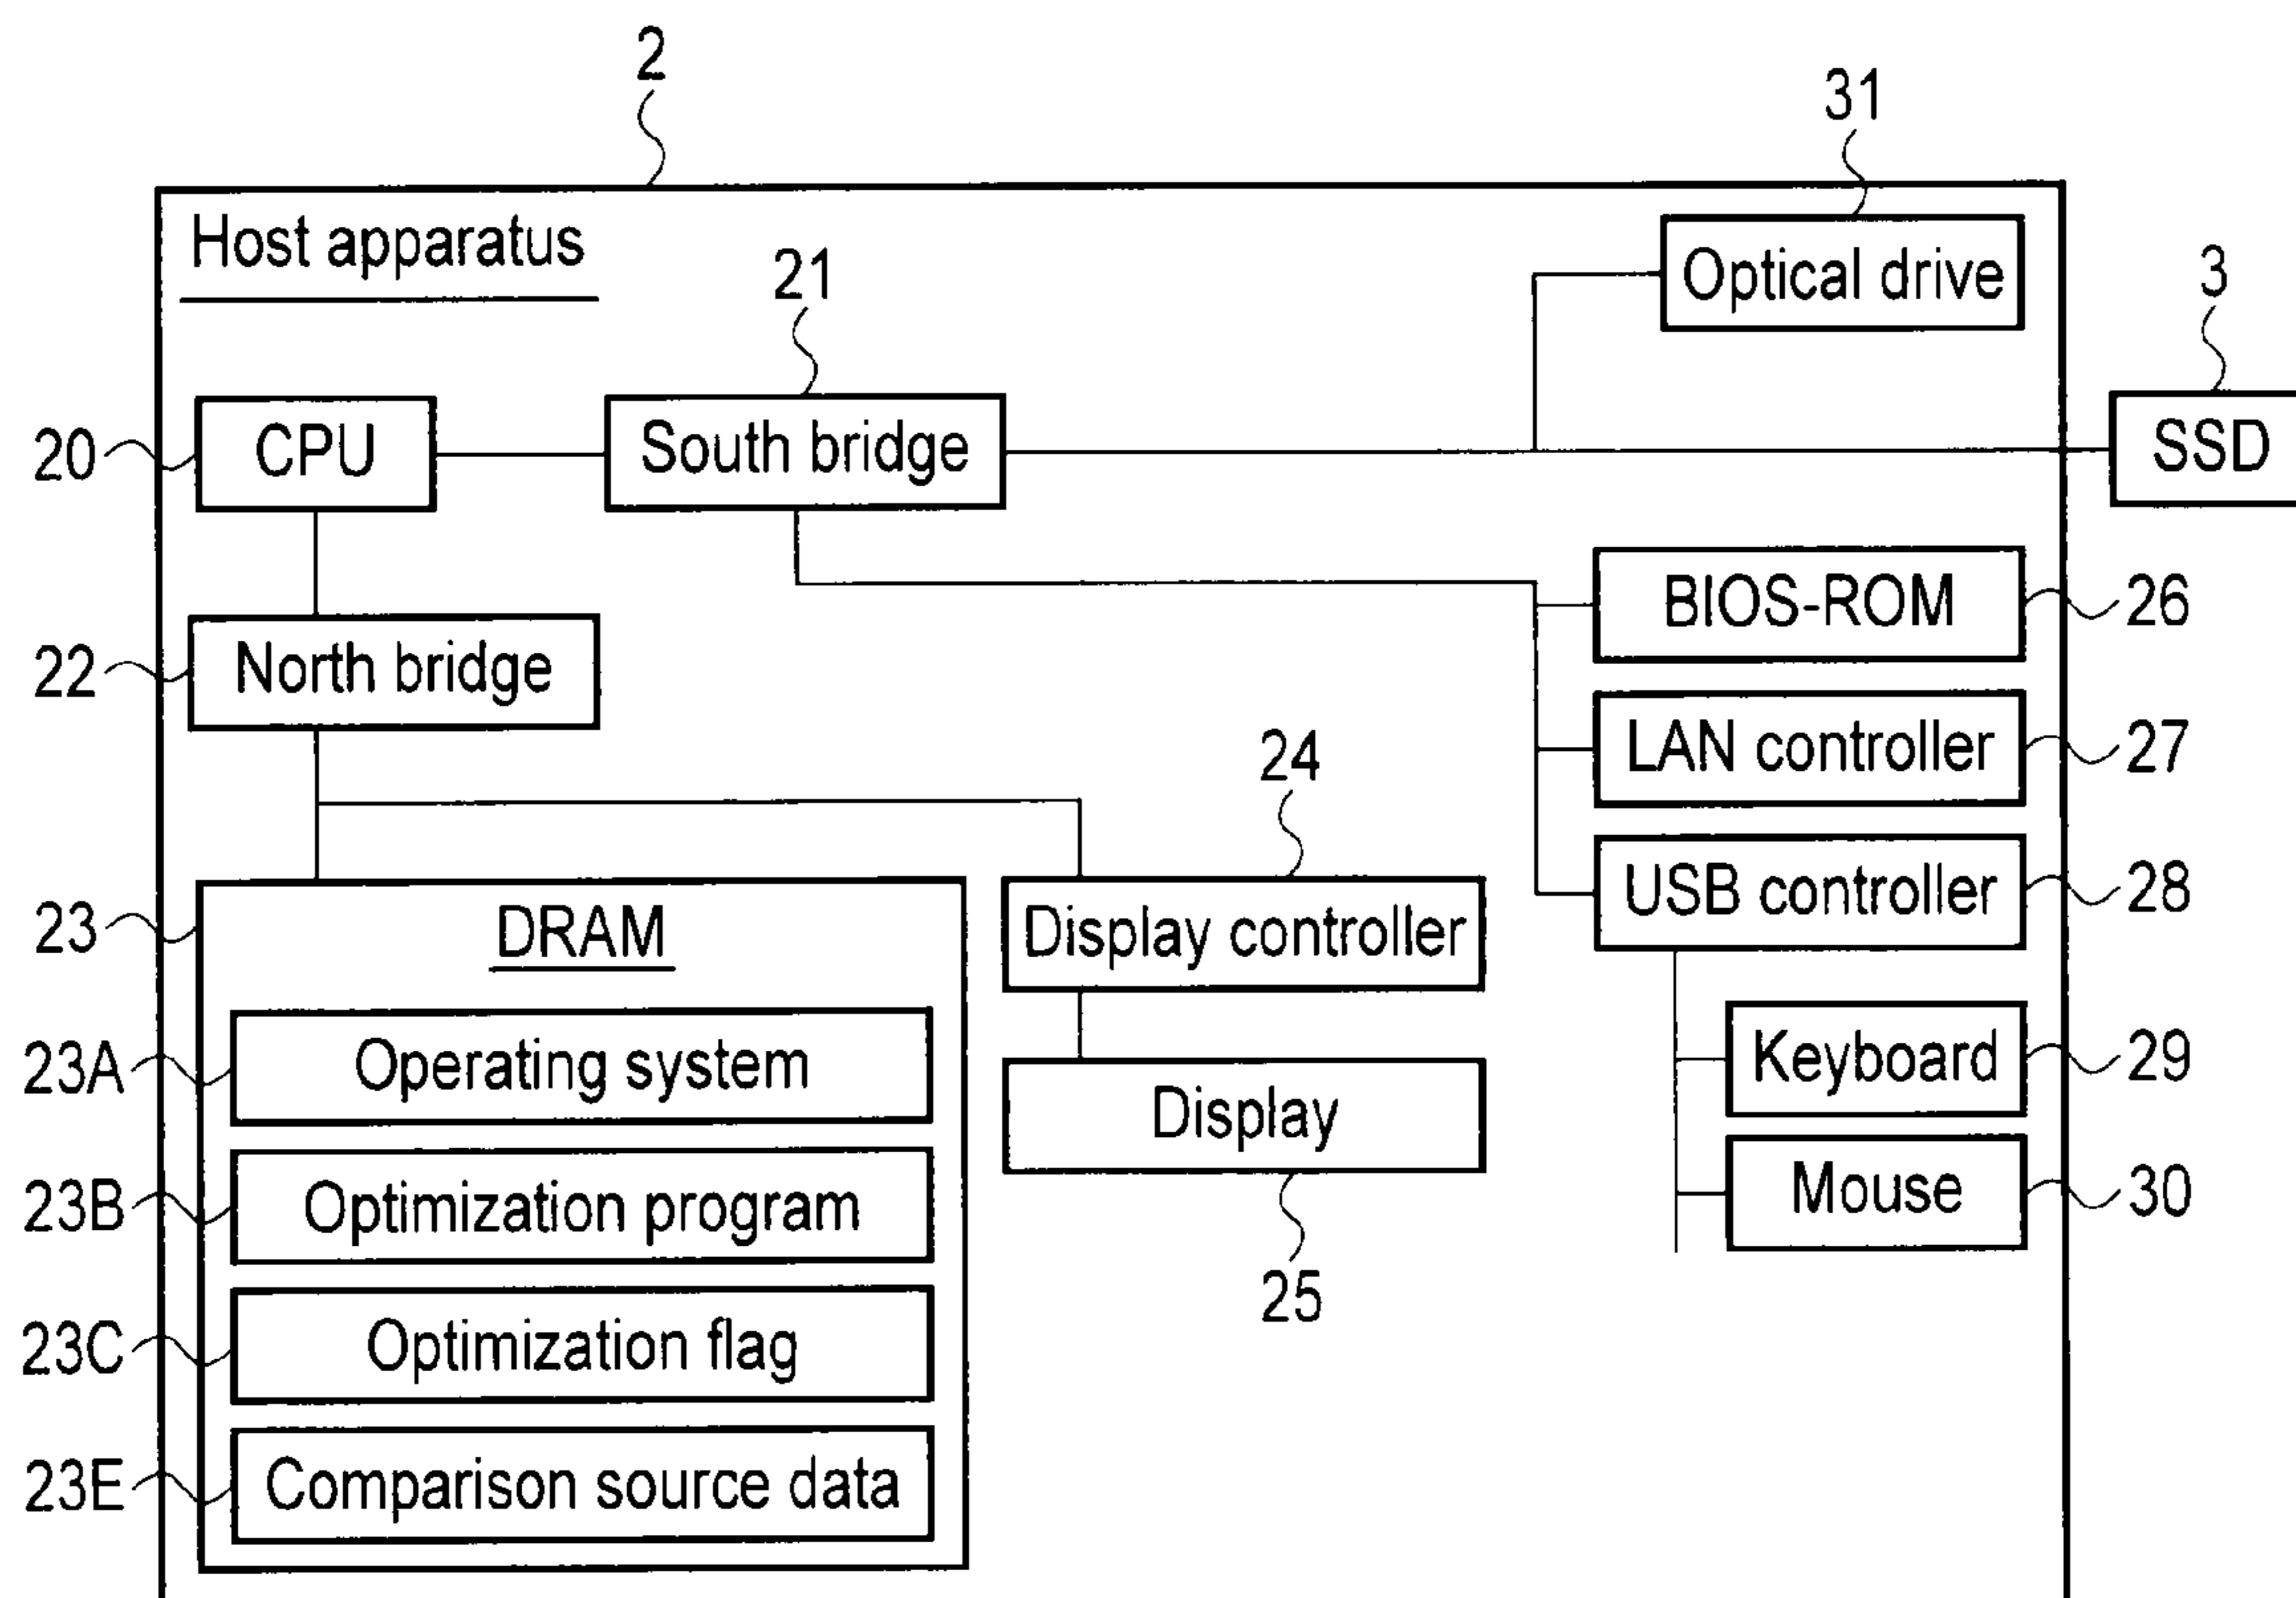 2
31
Host apparatus
Optical drive
21
3
20
CPU
South bridge
SSD
BIOS-ROM
26
22
North bridge
LAN controller
27
24
USB controller
28
23
DRAM
Display controller
23A
Operating system
Keyboard
29
Display
23B
Optimization program
Mouse
30
25
23C
Optimization flag
23E
Comparison source data